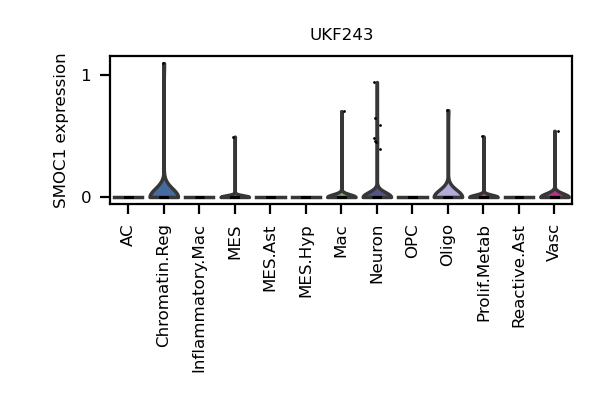 UKF243
SMOC1 expression
1
0
AC
Chromatin.Reg
Inflammatory.Mac
MES
MES.Ast
MES.Hyp
Mac
Neuron
OPC
Oligo
Prolif.Metab
Reactive.Ast
Vasc